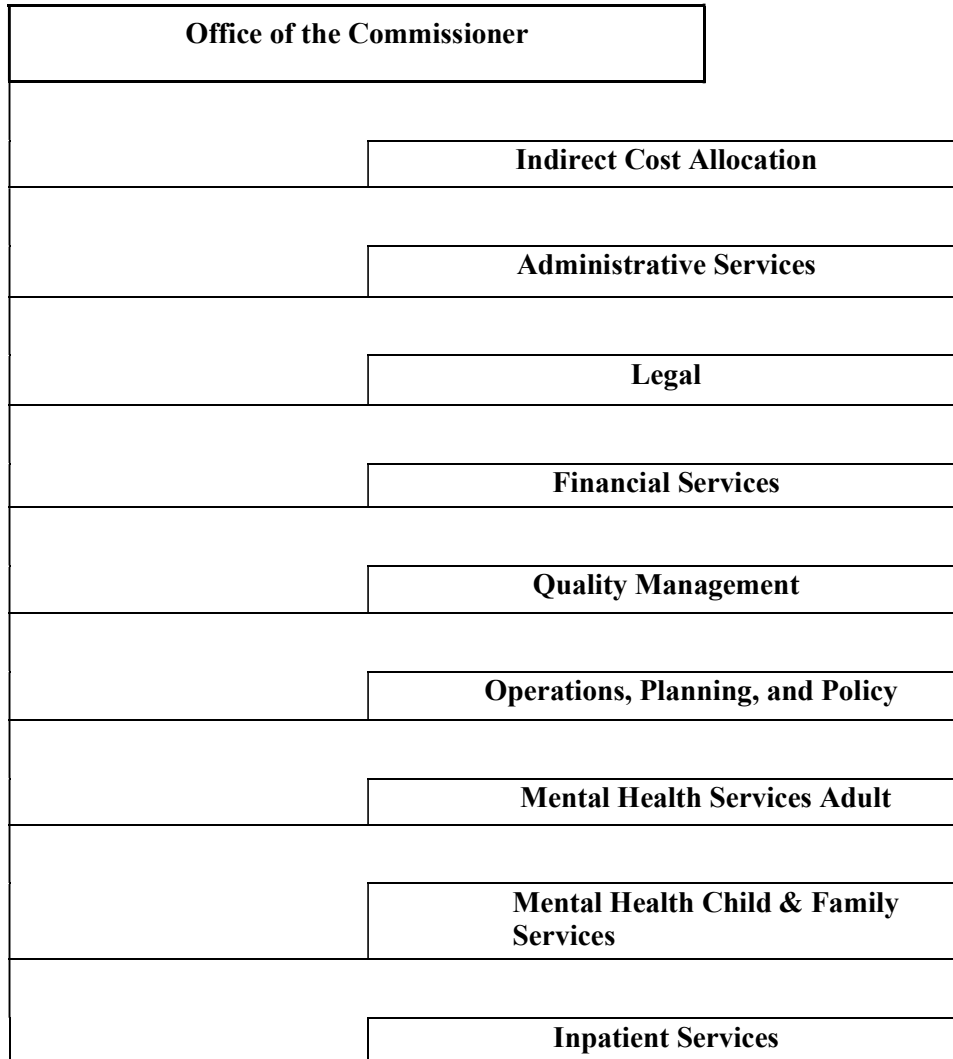 Office of the Commissioner
Indirect Cost Allocation
Administrative Services
Legal
Financial Services
Quality Management
Operations, Planning, and Policy
Mental Health Services Adult
Mental Health Child & Family
Services
Inpatient Services